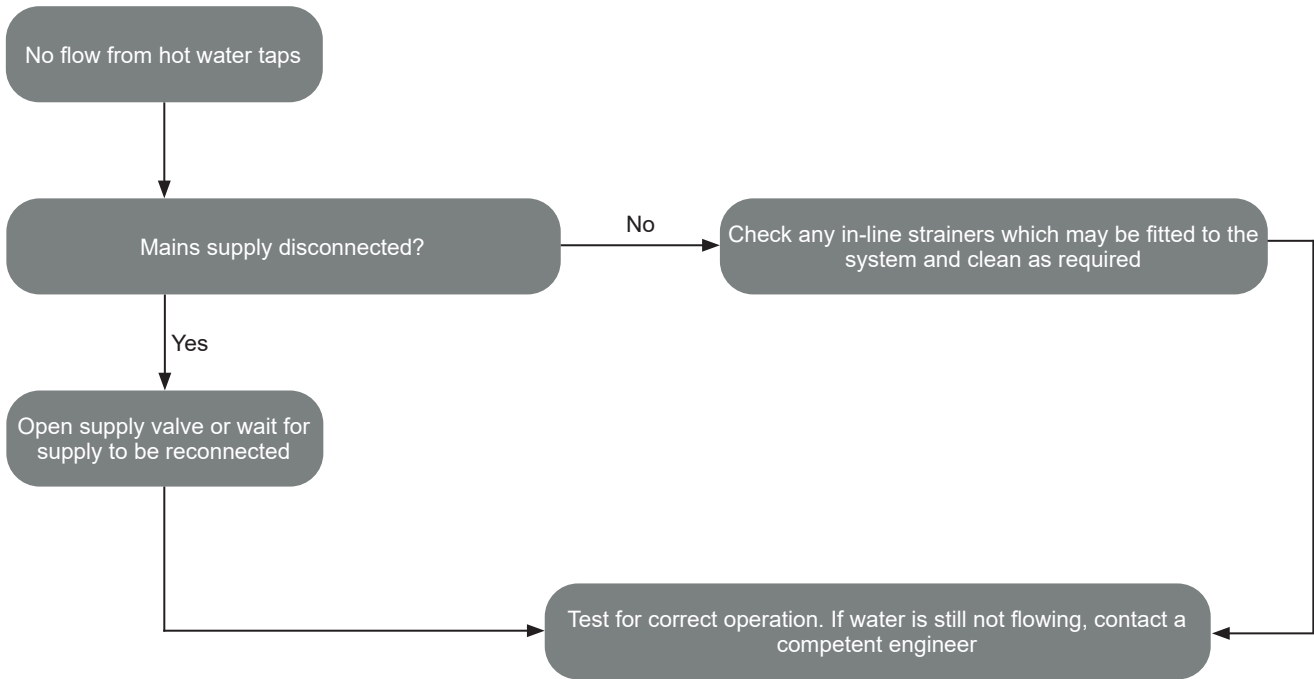 No flow from hot water taps
Mains supply disconnected?
No
Check any in-line strainers which may be fitted to the
system and clean as required
Yes
Open supply valve or wait for
supply to be reconnected
Test for correct operation. If water is still not flowing, contact a
competent engineer